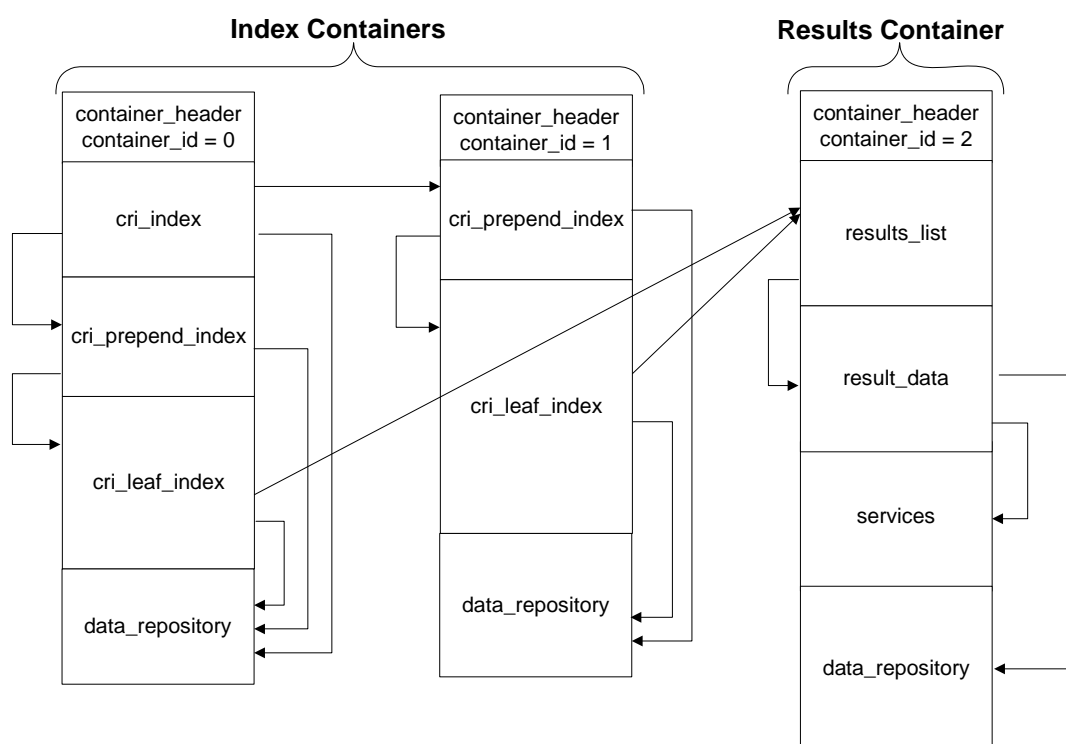 Index Containers
Results Container
container_header
container_id = 0
cri_index
cri_prepend_index
cri_leaf_index
data_repository
container_header
container_id = 1
cri_prepend_index
cri_leaf_index
data_repository
container_header
container_id = 2
results_list
result_data
services
data_repository